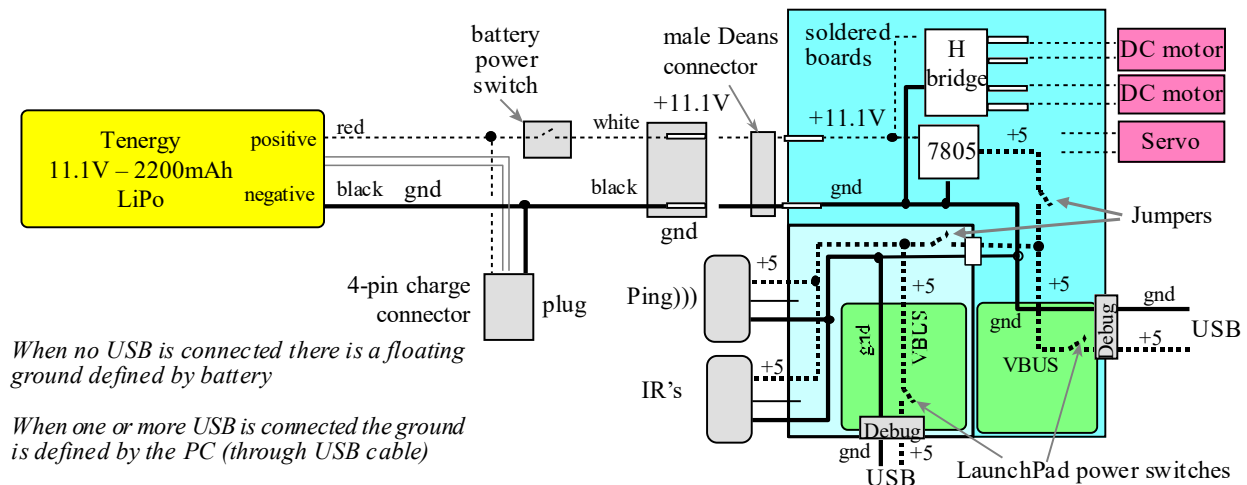 battery
power
switch
male Deans
connector
+11.1V
soldered
boards
H
bridge
DC motor
DC motor
Servo
Tenergy
11.1V – 2200mAh
LiPo
positive
negative
red
white
+11.1V
7805
+5
black
gnd
black
gnd
gnd
Jumpers
4-pin charge
connector
plug
Ping)))
+5
+5
+5
gnd
VBUS
gnd
Debug
gnd
USB
+5
VBUS
IR's
+5
Debug
gnd
+5
USB
LaunchPad power switches
When no USB is connected there is a floating
ground defined by battery
When one or more USB is connected the ground
is defined by the PC (through USB cable)